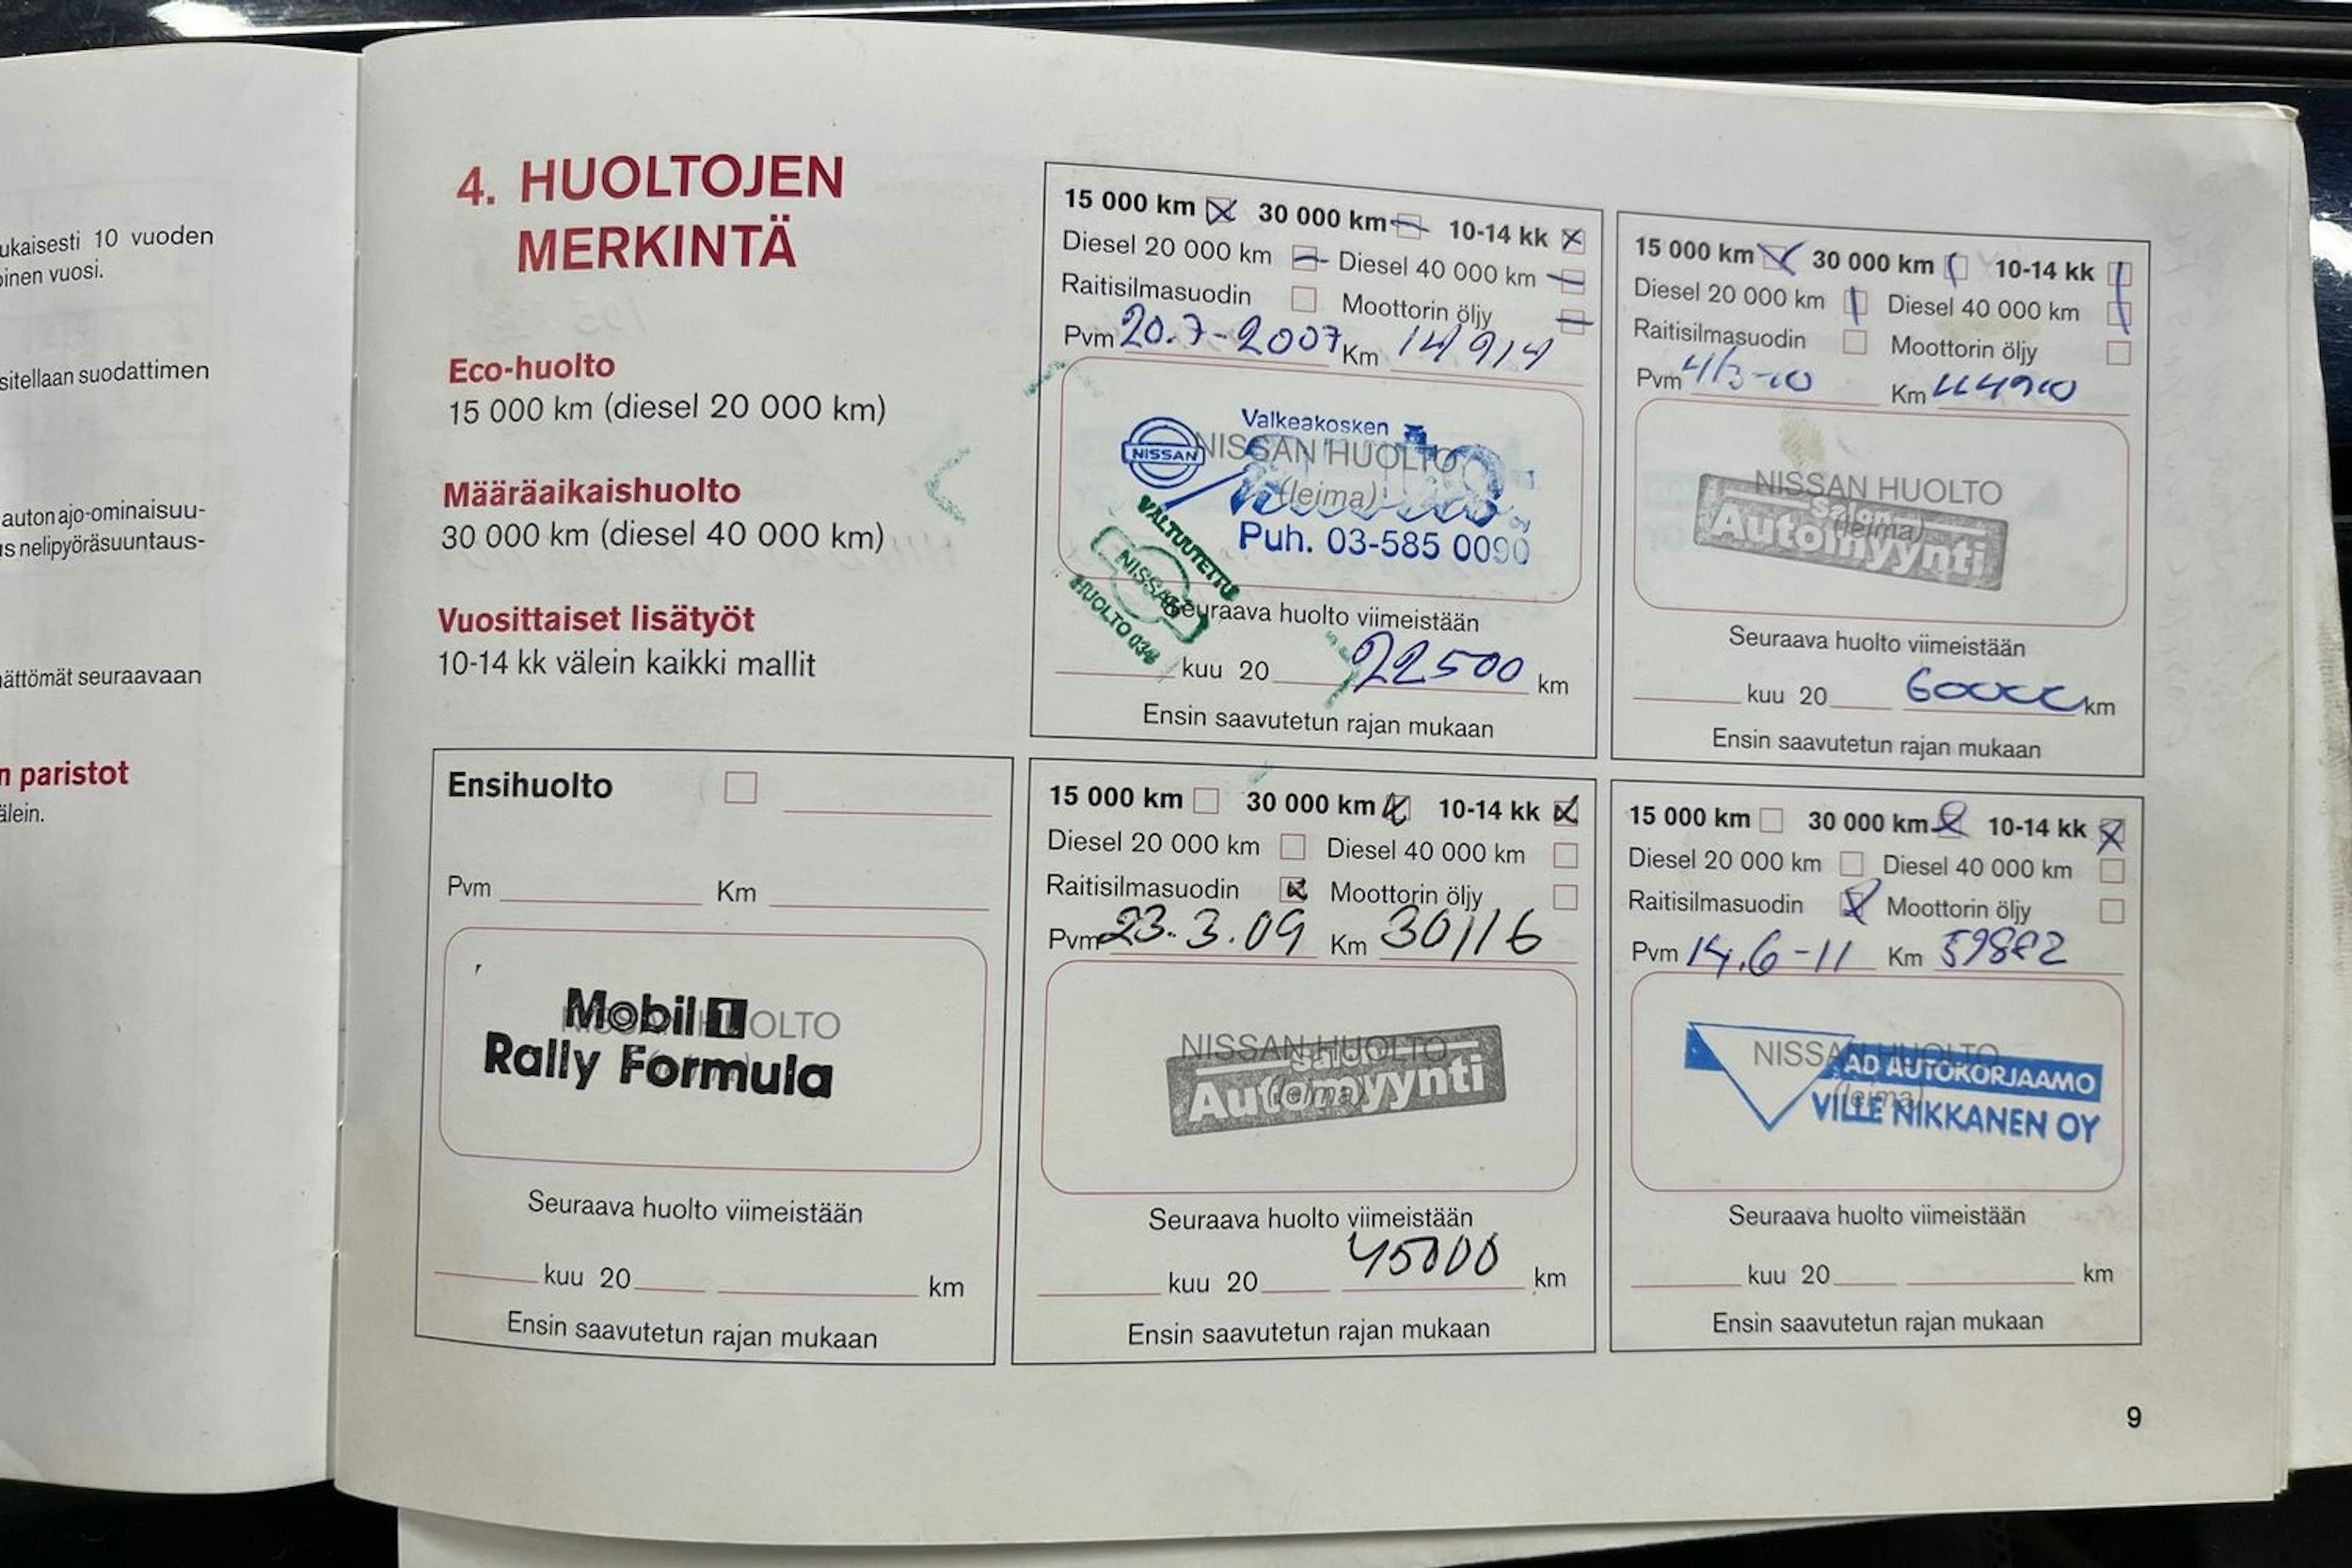 ukaisesti 10 vuoden
oinen vuosi.
sitellaan suodattimen
auton ajo-ominaisuu-
us nelipyöräsuuntaus-
nättömät seuraavaan
n paristot
älein.
4. HUOLTOJEN
MERKINTÄ
Eco-huolto
15 000 km (diesel 20 000 km)
Määräaikaishuolto
30 000 km (diesel 40 000 km)
Vuosittaiset lisätyöt
10-14 kk välein kaikki mallit
Ensihuolto
Pvm Km
NISSAN HUOLTO
Mobil 1
Rally Formula
Seuraava huolto viimeistään
kuu 20 km
Ensin saavutetun rajan mukaan
15 000 km 30 000 km 10-14 kk
Diesel 20 000 km Diesel 40 000 km
Raitisilmasuodin Moottorin öljy
Pvm 20.7-2007 Km 14914
Valkeakosken
NISSAN NISSAN HUOLTO
(leima)
Puh. 03-585 0090
VALTUUTETTU
NISSAN
HUOLTO 034
Seuraava huolto viimeistään
kuu 20 22500 km
Ensin saavutetun rajan mukaan
15 000 km 30 000 km 10-14 kk
Diesel 20 000 km Diesel 40 000 km
Raitisilmasuodin Moottorin öljy
Pvm 23.3.09 Km 30116
NISSAN HUOLTO
Salon
Automyynti
(leima)
Seuraava huolto viimeistään
45000
kuu 20 km
Ensin saavutetun rajan mukaan
15 000 km 30 000 km 10-14 kk
Diesel 20 000 km Diesel 40 000 km
Raitisilmasuodin Moottorin öljy
Pvm 4/3-10 Km 44910
NISSAN HUOLTO
Salon
(leima)
Automyynti
Seuraava huolto viimeistään
kuu 20 60000 km
Ensin saavutetun rajan mukaan
15 000 km 30 000 km 10-14 kk
Diesel 20 000 km Diesel 40 000 km
Raitisilmasuodin Moottorin öljy
Pvm 14.6-11 Km 59882
NISSAN HUOLTO
AD AUTOKORJAAMO
(leima)
VILLE NIKKANEN OY
Seuraava huolto viimeistään
kuu 20 km
Ensin saavutetun rajan mukaan
9